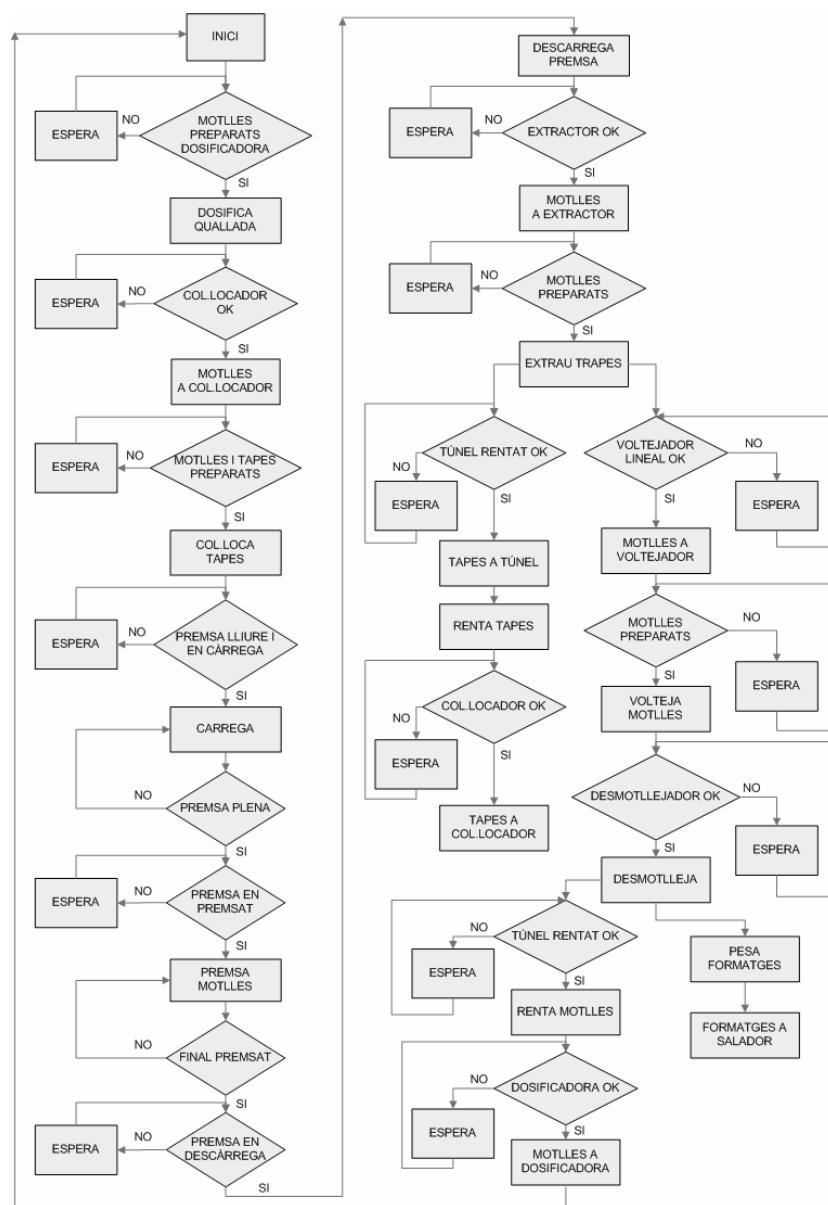 INICI
ESPERA
NO
MOTLLES
PREPARATS
DOSIFICADORA
SI
DOSIFICA
QUALLADA
ESPERA
NO
COL.LOCADOR
OK
SI
MOTLLES
A COL.LOCADOR
ESPERA
NO
MOTLLES I TAPES
PREPARATS
SI
COL.LOCA
TAPES
ESPERA
NO
PREMSA LLIURE I
EN CÀRREGA
SI
CARREGA
NO
PREMSA PLENA
SI
ESPERA
NO
PREMSA EN
PREMSAT
SI
PREMSA
MOTLLES
NO
FINAL PREMSAT
SI
ESPERA
NO
PREMSA EN
DESCÀRREGA
SI
DESCARREGA
PREMSA
ESPERA
NO
EXTRACTOR OK
SI
MOTLLES
A EXTRACTOR
ESPERA
NO
MOTLLES
PREPARATS
SI
EXTRAU TRAPES
TÚNEL RENTAT OK
NO
ESPERA
SI
TAPES A TÚNEL
RENTA TAPES
COL.LOCADOR OK
NO
ESPERA
SI
TAPES A
COL.LOCADOR
VOLTEJADOR
LINEAL OK
NO
ESPERA
SI
MOTLLES A
VOLTEJADOR
MOTLLES
PREPARATS
NO
ESPERA
SI
VOLTEJA
MOTLLES
DESMOTLLEJADOR OK
NO
ESPERA
SI
DESMOTLLEJA
TÚNEL RENTAT OK
NO
ESPERA
SI
RENTA MOTLLES
DOSIFICADORA OK
NO
ESPERA
SI
MOTLLES A
DOSIFICADORA
PESA
FORMATGES
FORMATGES A
SALADOR